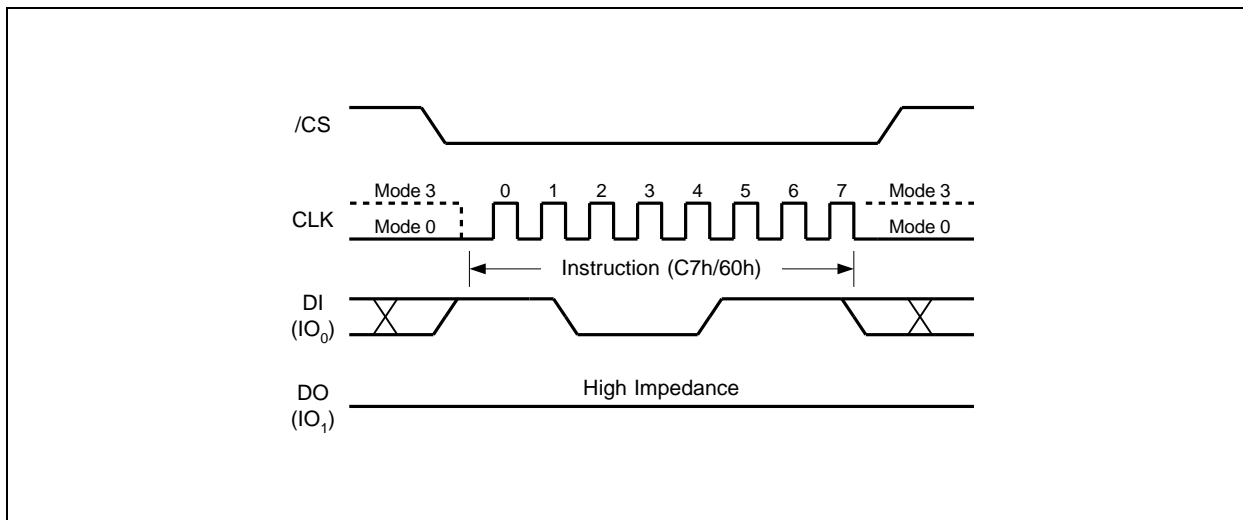 /CS
Mode 3 0 1 2 3 4 5 6 7 Mode 3
CLK
Mode 0 Mode 0
Instruction (C7h/60h)
DI
(IO0)
High Impedance
DO
(IO1)